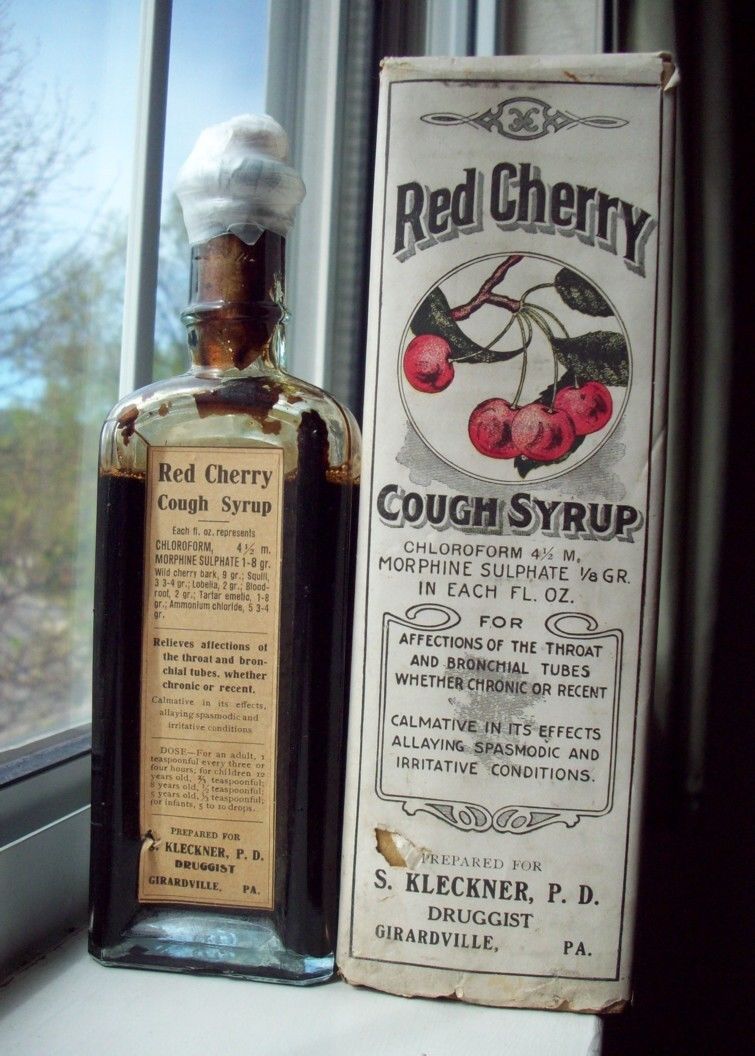 Red Cherry
Cough Syrup
Each fl. oz. represents
CHLOROFORM, 4½ m.
MORPHINE SULPHATE 1-8 gr.
Wild cherry bark, 9 gr.; Squill,
3 3-4 gr.; Lobelia, 2 gr.; Blood-
root, 2 gr.; Tartar emetic, 1-8
gr.; Ammonium chloride, 5 3-4
gr.
Relieves affections of
the throat and bron-
chial tubes, whether
chronic or recent.
Calmative in its effects,
allaying spasmodic and
irritative conditions
DOSE—For an adult, 1
teaspoonful every three or
four hours; for children 12
years old, ⅔ teaspoonful;
8 years old, ½ teaspoonful;
5 years old, ⅓ teaspoonful;
for infants, 5 to 10 drops.
PREPARED FOR
S. KLECKNER, P. D.
DRUGGIST
GIRARDVILLE, PA.
Red Cherry
COUGH SYRUP
CHLOROFORM 4½ M.
MORPHINE SULPHATE ⅛ GR.
IN EACH FL. OZ.
FOR
AFFECTIONS OF THE THROAT
AND BRONCHIAL TUBES
WHETHER CHRONIC OR RECENT
CALMATIVE IN ITS EFFECTS
ALLAYING SPASMODIC AND
IRRITATIVE CONDITIONS.
PREPARED FOR
S. KLECKNER, P. D.
DRUGGIST
GIRARDVILLE, PA.